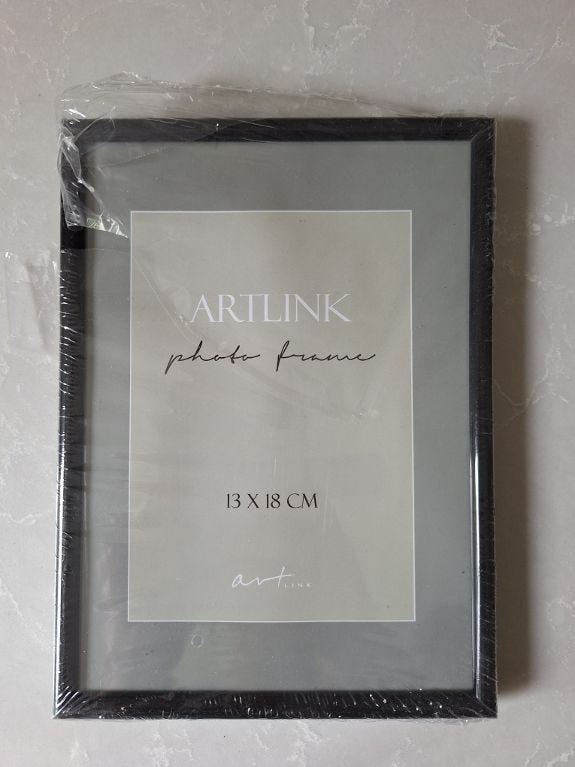 ARTLINK
photo frame
13 X 18 CM
art LINK